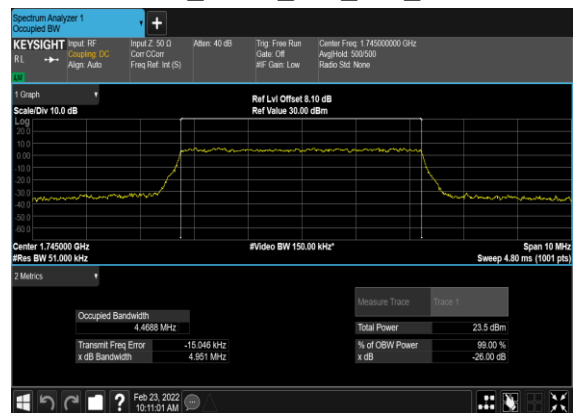 Spectrum Analyzer 1
Occupied BW
+
KEYSIGHT Input: RF Input Z: 50 Ω Atten: 40 dB Trig: Free Run Center Freq: 1.745000000 GHz
RL Coupling: DC Corr CCorr Gate: Off Avg|Hold: 500/500
Align: Auto Freq Ref: Int (S) #IF Gain: Low Radio Std: None
1 Graph
Ref Lvl Offset 8.10 dB
Scale/Div 10.0 dB Ref Value 30.00 dBm
Log
20.0
10.0
0.00
-10.0
-20.0
-30.0
-40.0
-50.0
-60.0
Center 1.745000 GHz #Video BW 150.00 kHz* Span 10 MHz
#Res BW 51.000 kHz Sweep 4.80 ms (1001 pts)
2 Metrics
Measure Trace Trace 1
Occupied Bandwidth
4.4688 MHz Total Power 23.5 dBm
Transmit Freq Error -15.046 kHz % of OBW Power 99.00 %
x dB Bandwidth 4.951 MHz x dB -26.00 dB
? Feb 23, 2022
10:11:01 AM